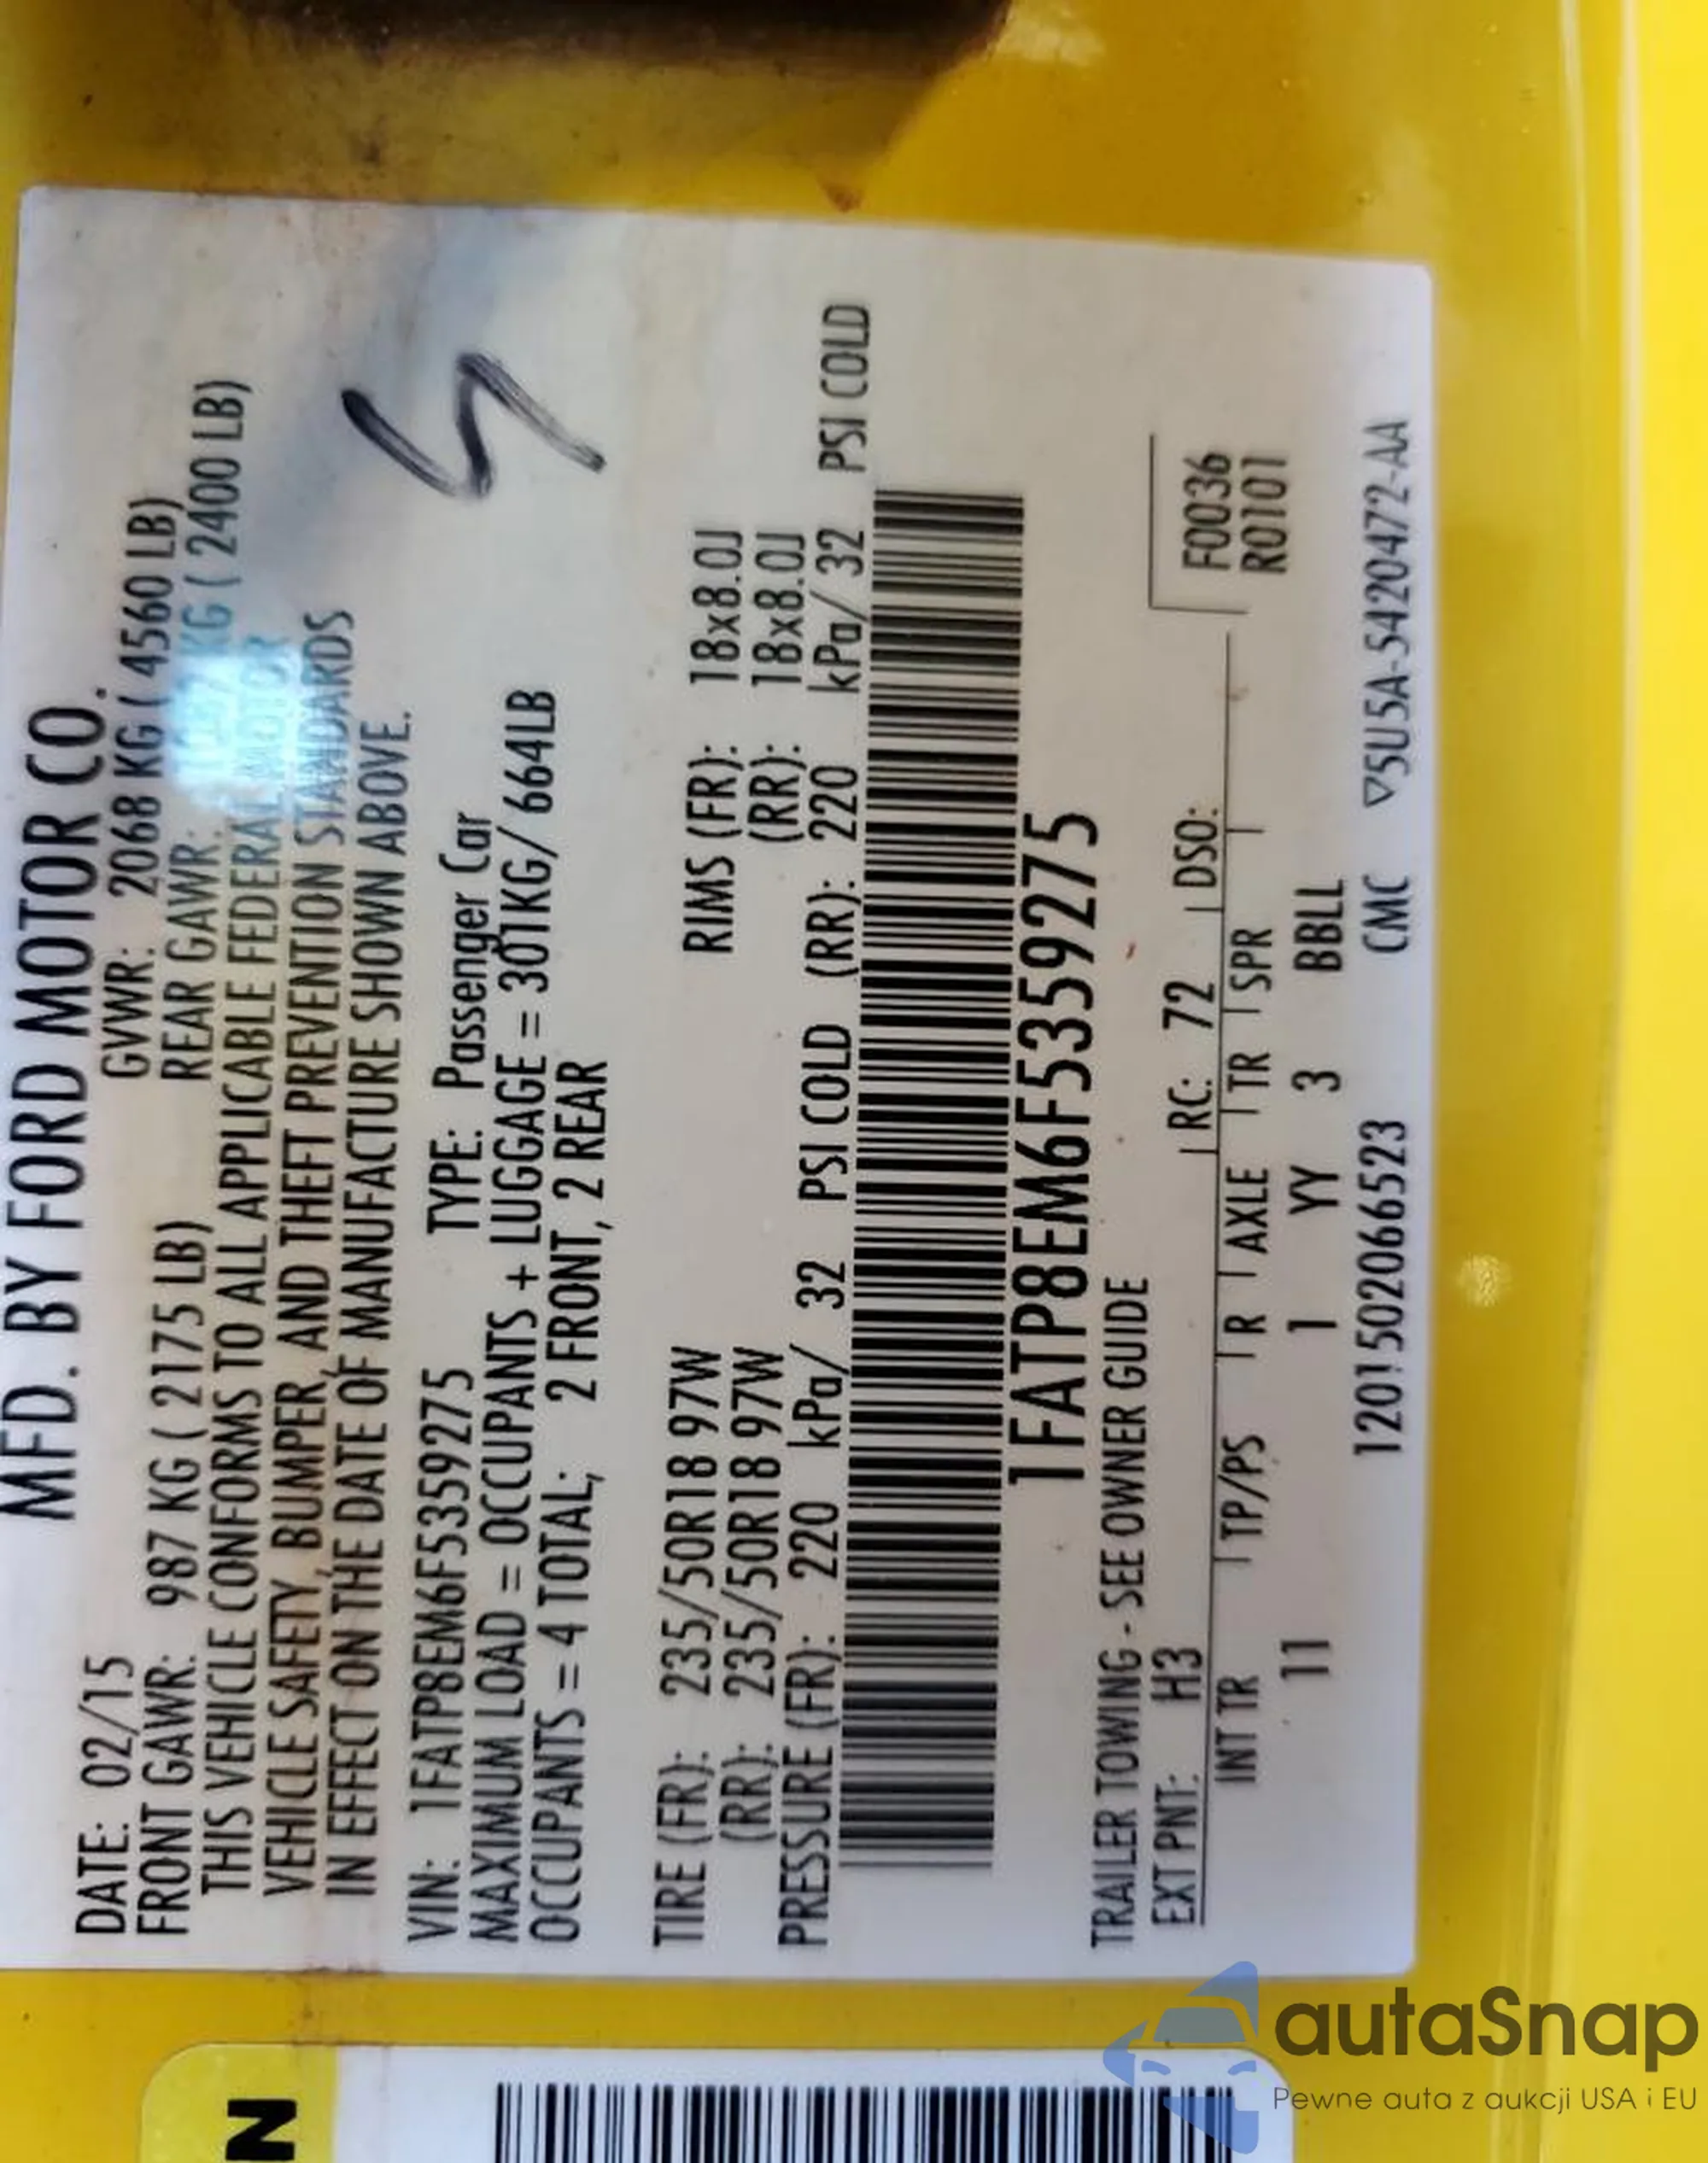 MFD. BY FORD MOTOR CO.
DATE: 02/15 GVWR: 2068 KG ( 4560 LB)
FRONT GAWR: 987 KG ( 2175 LB) REAR GAWR: KG ( 2400 LB)
THIS VEHICLE CONFORMS TO ALL APPLICABLE FEDERAL MOTOR
VEHICLE SAFETY, BUMPER, AND THEFT PREVENTION STANDARDS
IN EFFECT ON THE DATE OF MANUFACTURE SHOWN ABOVE.
VIN: 1FATP8EM6F5359275 TYPE: Passenger Car
MAXIMUM LOAD = OCCUPANTS + LUGGAGE = 301KG/ 664LB
OCCUPANTS = 4 TOTAL; 2 FRONT, 2 REAR
TIRE (FR): 235/50R18 97W RIMS (FR): 18x8.0J
(RR): 235/50R18 97W (RR): 18x8.0J
PRESSURE (FR): 220 kPa/ 32 PSI COLD (RR): 220 kPa/ 32 PSI COLD
1FATP8EM6F5359275
TRAILER TOWING - SEE OWNER GUIDE
EXT PNT: H3 RC: 72 DSO: F0036
INT TR TP/PS R AXLE TR SPR R0101
11 1 YY 3 BBLL
1201502066523 CMC ▽5U5A-5420472-AA
N
autaSnap
Pewne auta z aukcji USA i EU